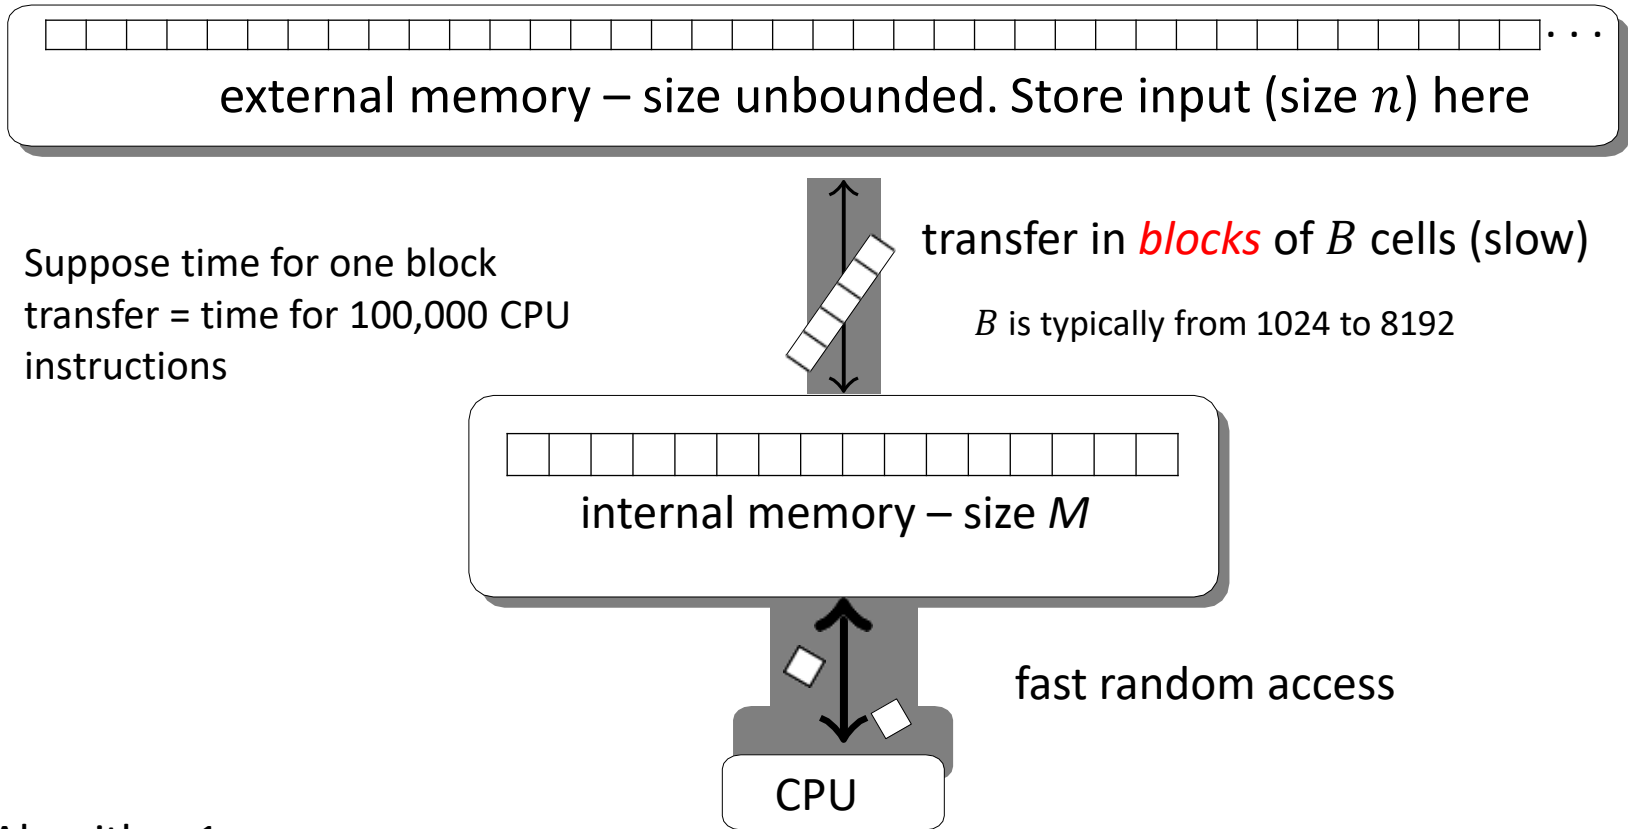 ...
external memory – size unbounded. Store input (size n) here
transfer in blocks of B cells (slow)
Suppose time for one block
transfer = time for 100,000 CPU
instructions
B is typically from 1024 to 8192
internal memory – size M
fast random access
CPU